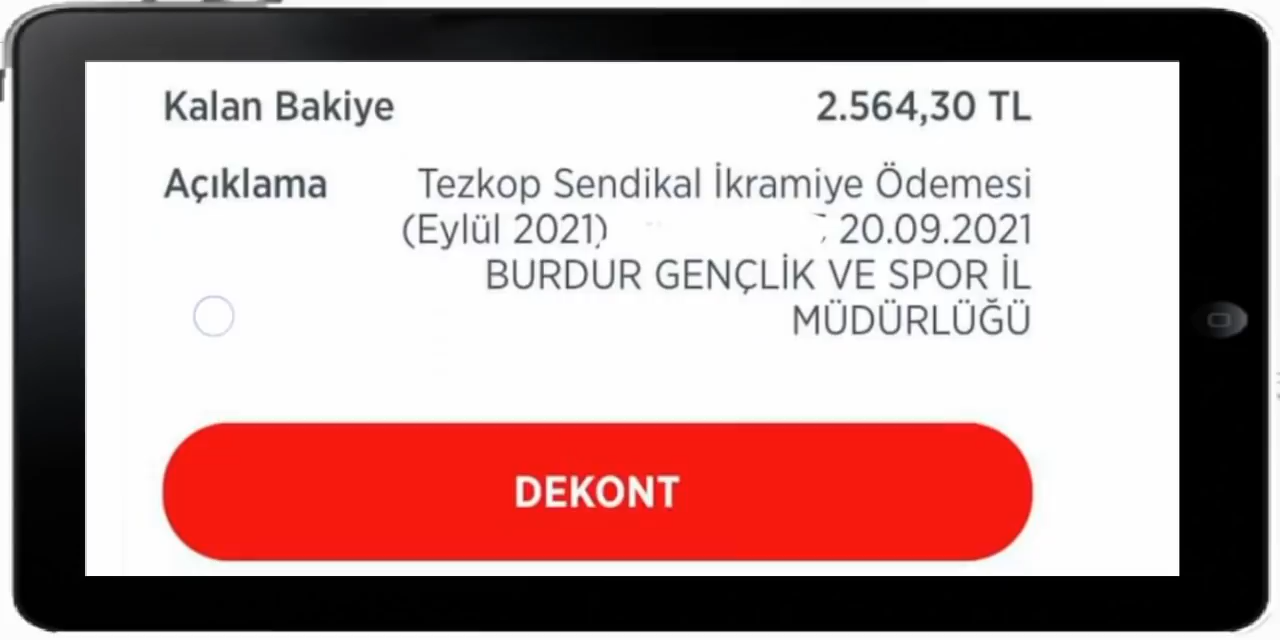 Kalan Bakiye 2.564,30 TL
Açıklama Tezkop Sendikal İkramiye Ödemesi
(Eylül 2021) 20.09.2021
BURDUR GENÇLİK VE SPOR İL
MÜDÜRLÜĞÜ
DEKONT